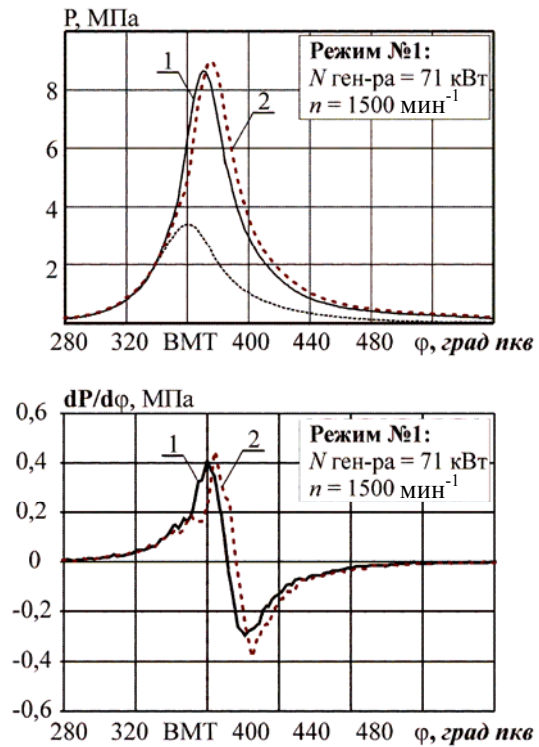 P, МПа
8
6
4
2
1
2
Режим №1:
N ген-ра = 71 кВт
n = 1500 мин-1
280 320 ВМТ 400 440 480 φ, град пкв
dP/dφ, МПа
0,6
0,4
0,2
0
-0,2
-0,4
-0,6
1
2
Режим №1:
N ген-ра = 71 кВт
n = 1500 мин-1
280 320 ВМТ 400 440 480 φ, град пкв